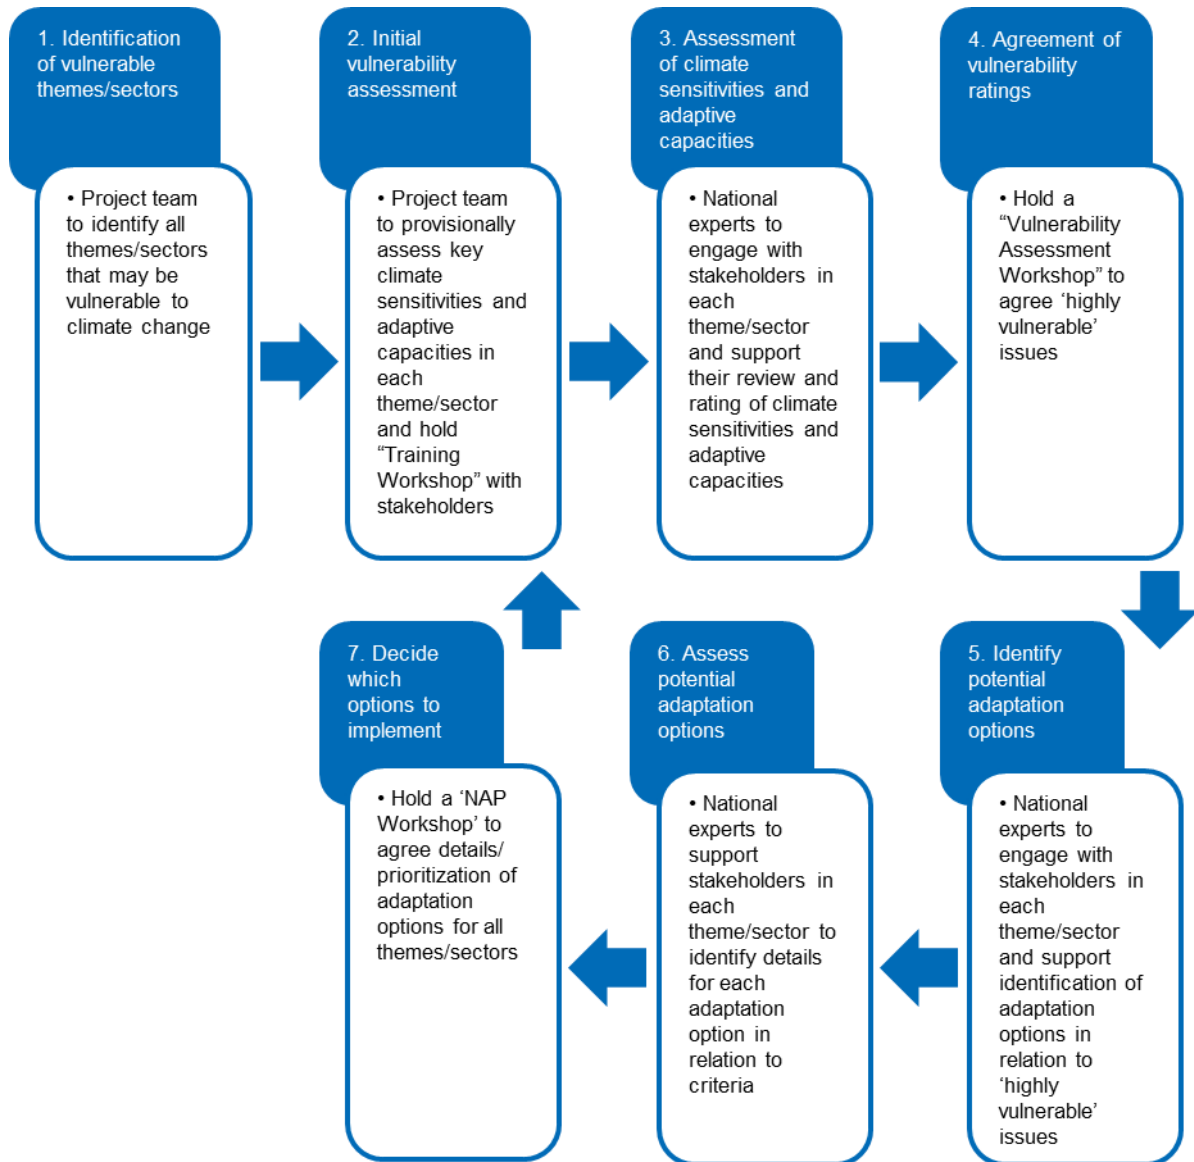 1. Identification
of vulnerable
themes/sectors
• Project team
to identify all
themes/sectors
that may be
vulnerable to
climate change
2. Initial
vulnerability
assessment
• Project team
to provisionally
assess key
climate
sensitivities and
adaptive
capacities in
each
theme/sector
and hold
“Training
Workshop” with
stakeholders
3. Assessment
of climate
sensitivities and
adaptive
capacities
• National
experts to
engage with
stakeholders in
each
theme/sector
and support
their review and
rating of climate
sensitivities and
adaptive
capacities
4. Agreement of
vulnerability
ratings
• Hold a
“Vulnerability
Assessment
Workshop” to
agree ‘highly
vulnerable’
issues
5. Identify
potential
adaptation
options
• National
experts to
engage with
stakeholders in
each
theme/sector
and support
identification of
adaptation
options in
relation to
‘highly
vulnerable’
issues
6. Assess
potential
adaptation
options
• National
experts to
support
stakeholders in
each
theme/sector to
identify details
for each
adaptation
option in
relation to
criteria
7. Decide
which
options to
implement
• Hold a ‘NAP
Workshop’ to
agree details/
prioritization of
adaptation
options for all
themes/sectors